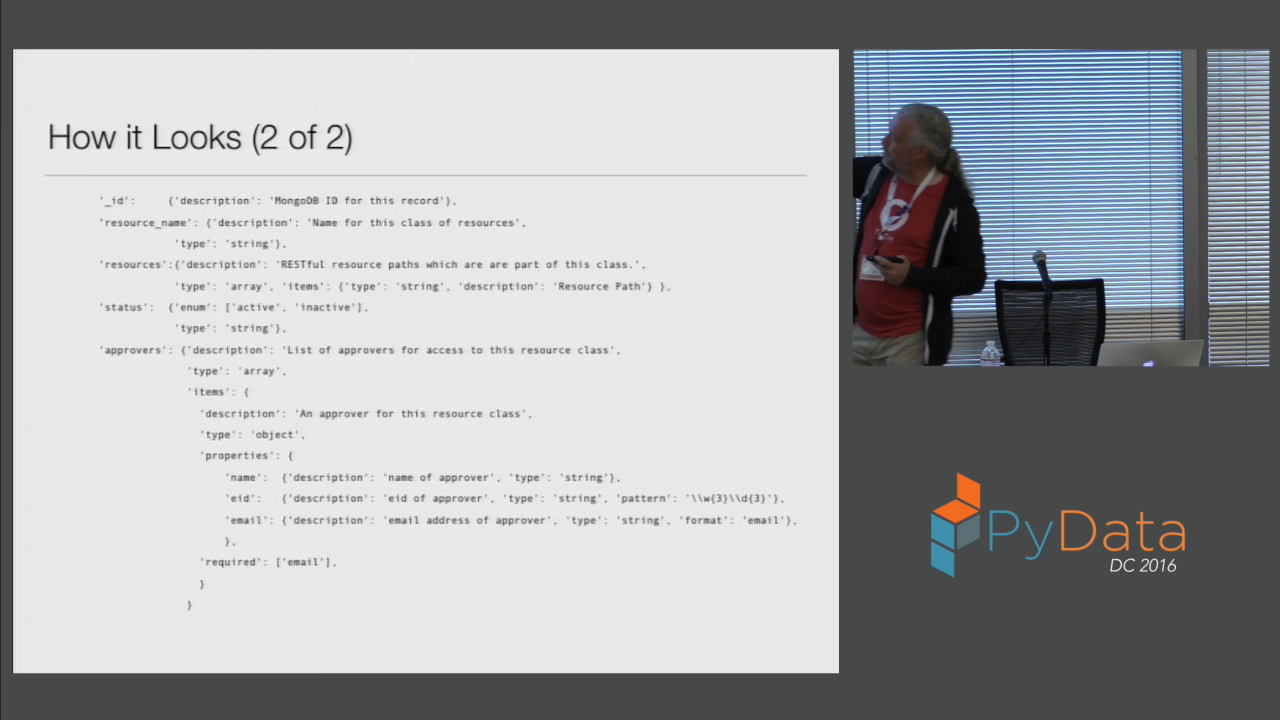 How it Looks (2 of 2)
'_id': {'description': 'MongoDB ID for this record'},
'resource_name': {'description': 'Name for this class of resources',
'type': 'string'},
'resources':{'description': 'RESTful resource paths which are are part of this class.',
'type': 'array', 'items': {'type': 'string', 'description': 'Resource Path'} },
'status': {'enum': ['active', 'inactive'],
'type': 'string'},
'approvers': {'description': 'List of approvers for access to this resource class',
'type': 'array',
'items': {
'description': 'An approver for this resource class',
'type': 'object',
'properties': {
'name': {'description': 'name of approver', 'type': 'string'},
'eid': {'description': 'eid of approver', 'type': 'string', 'pattern': '\\w{3}\\d{3}'},
'email': {'description': 'email address of approver', 'type': 'string', 'format': 'email'},
},
'required': ['email'],
}
}
PyData
DC 2016